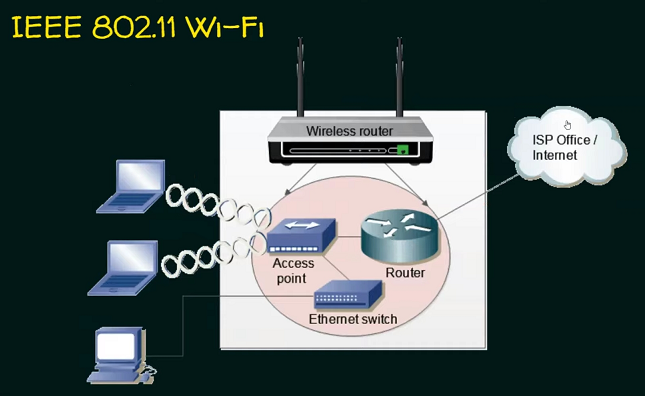 IEEE 802.11 Wi-Fi
Wireless router
ISP Office /
Internet
Access
point
Router
Ethernet switch